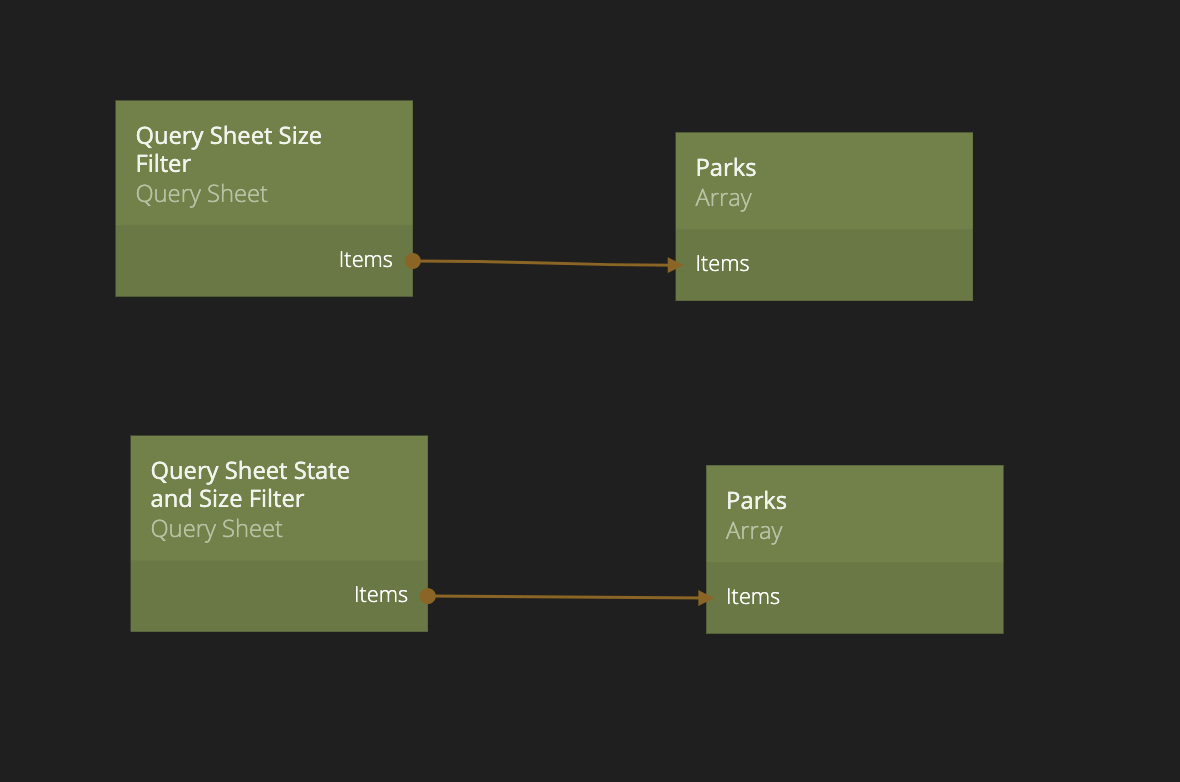 Query Sheet Size
Filter
Query Sheet
Items
Parks
Array
Items
Query Sheet State
and Size Filter
Query Sheet
Items
Parks
Array
Items